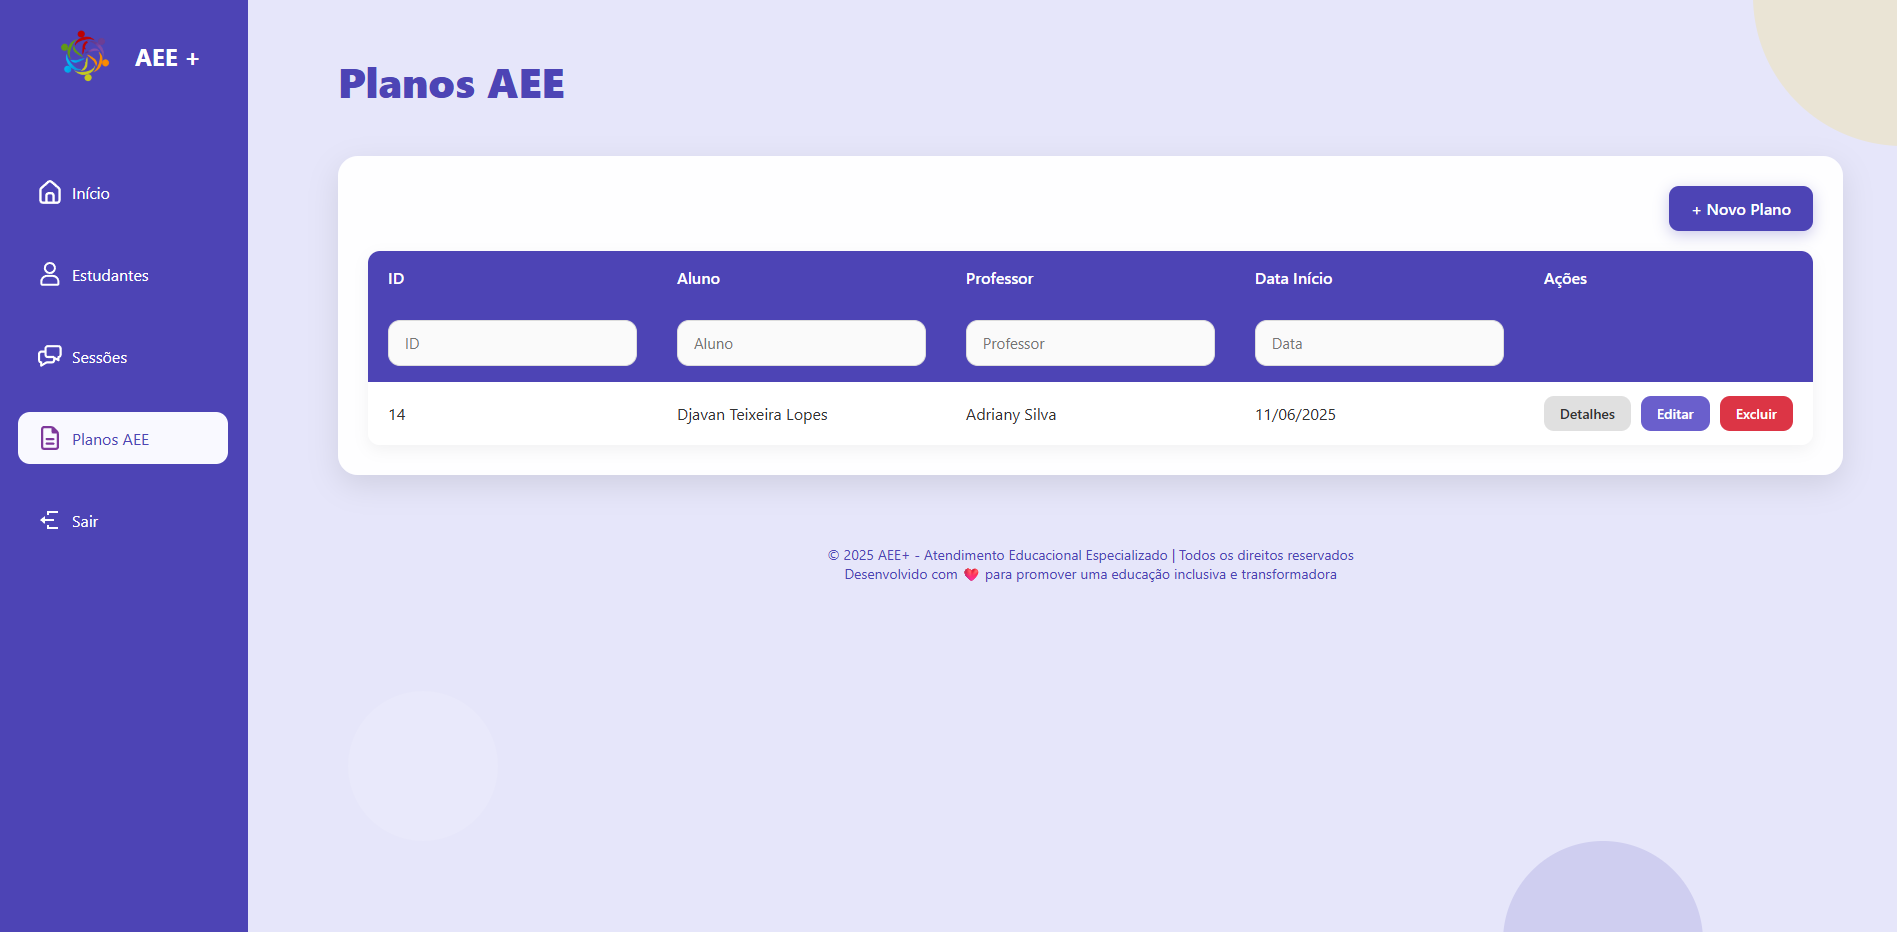 AEE +
Início
Estudantes
Sessões
Planos AEE
Sair
Planos AEE
+ Novo Plano
ID Aluno Professor Data Início Ações
ID Aluno Professor Data
14 Djavan Teixeira Lopes Adriany Silva 11/06/2025 Detalhes Editar Excluir
© 2025 AEE+ - Atendimento Educacional Especializado | Todos os direitos reservados
Desenvolvido com ❤️ para promover uma educação inclusiva e transformadora